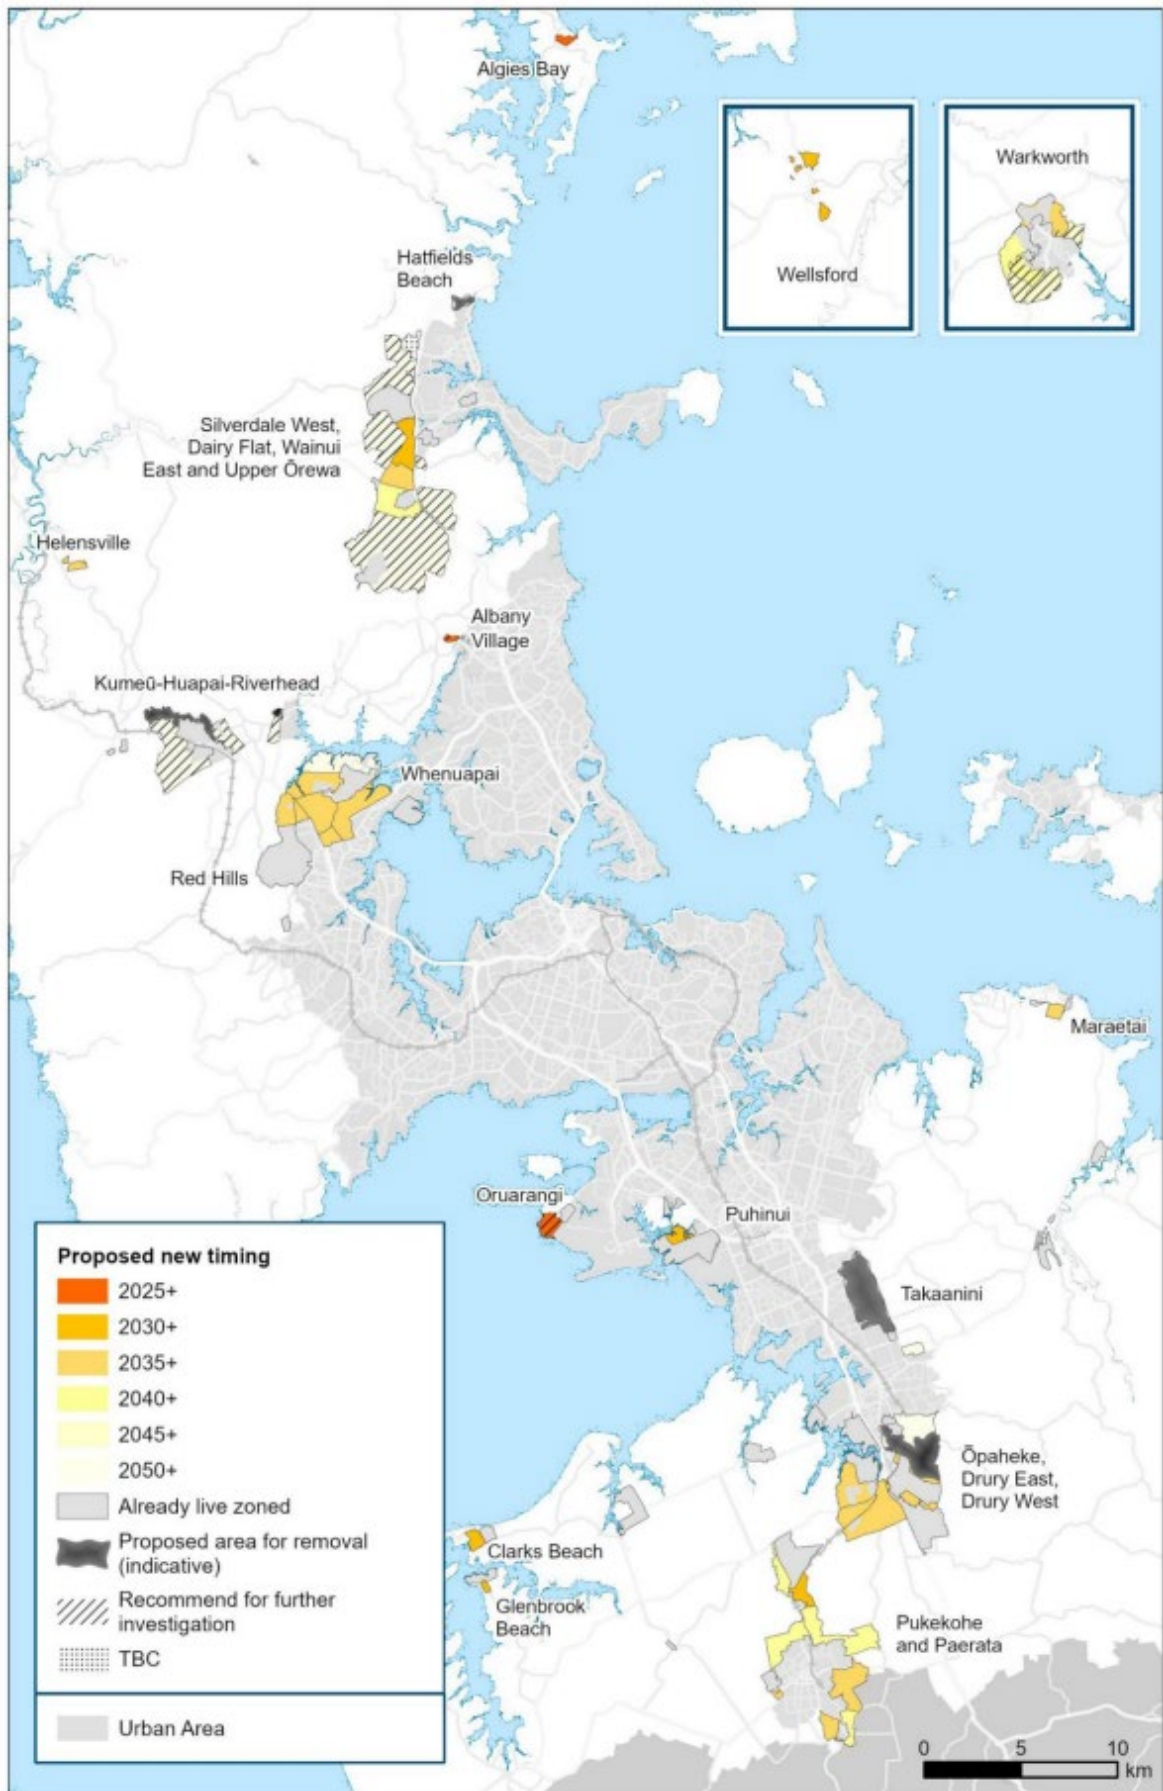 Algies Bay
Wellsford
Warkworth
Hatfields
Beach
Silverdale West,
Dairy Flat, Wainui
East and Upper Ōrewa
Helensville
Albany
Village
Kumeū-Huapai-Riverhead
Whenuapai
Red Hills
Maraetai
Oruarangi
Puhinui
Takaanini
Ōpaheke,
Drury East,
Drury West
Clarks Beach
Glenbrook
Beach
Pukekohe
and Paerata
Proposed new timing
2025+
2030+
2035+
2040+
2045+
2050+
Already live zoned
Proposed area for removal
(indicative)
Recommend for further
investigation
TBC
Urban Area
0 5 10
km